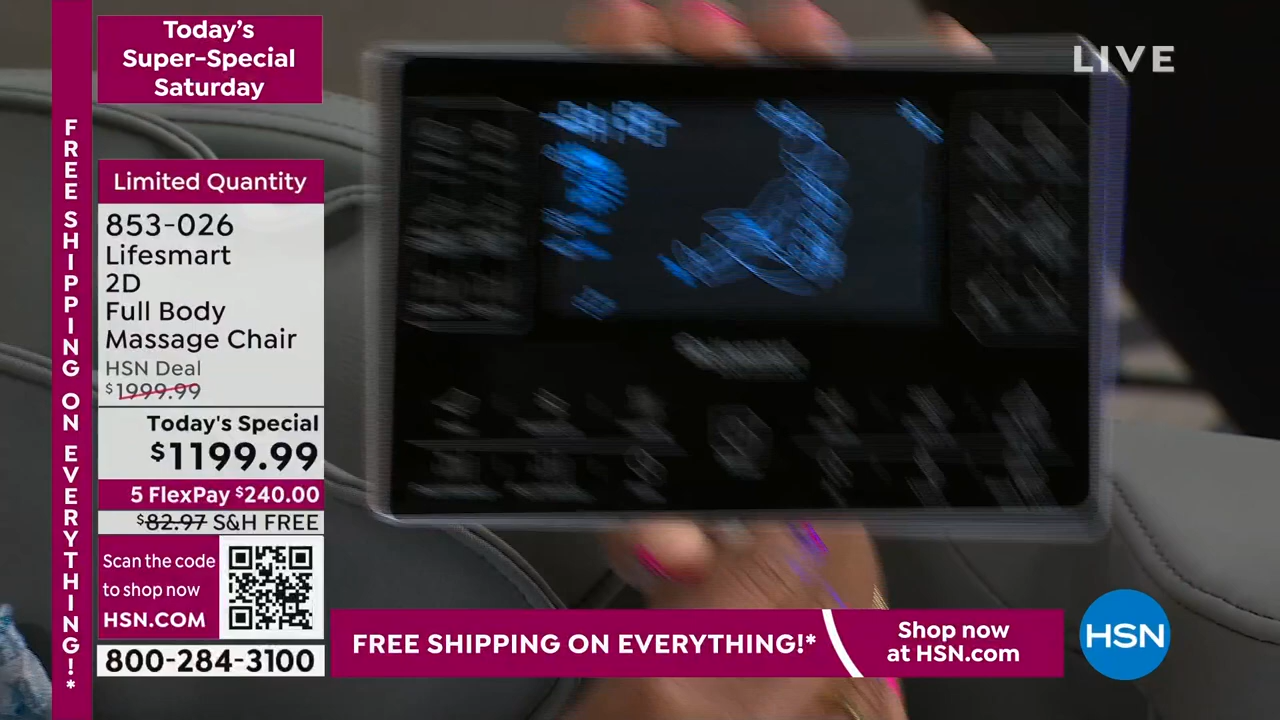 Today's
Super-Special
Saturday
LIVE
FREE SHIPPING ON EVERYTHING!*
Limited Quantity
853-026
Lifesmart
2D
Full Body
Massage Chair
HSN Deal
$1999.99
Today's Special
$1199.99
5 FlexPay $240.00
$82.97 S&H FREE
Scan the code
to shop now
HSN.COM
800-284-3100
FREE SHIPPING ON EVERYTHING!*
Shop now
at HSN.com
HSN